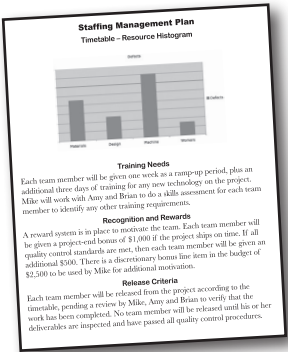 Staffing Management Plan
Timetable – Resource Histogram
Defects
Materials Design Machine Workers
Defects
Training Needs
Each team member will be given one week as a ramp-up period, plus an
additional three days of training for any new technology on the project.
Mike will work with Amy and Brian to do a skills assessment for each team
member to identify any other training requirements.
Recognition and Rewards
A reward system is in place to motivate the team. Each team member will
be given a project-end bonus of $1,000 if the project ships on time. If all
quality control standards are met, then each team member will be given an
additional $500. There is a discretionary bonus line item in the budget of
$2,500 to be used by Mike for additional motivation.
Release Criteria
Each team member will be released from the project according to the
timetable, pending a review by Mike, Amy and Brian to verify that the
work has been completed. No team member will be released until his or her
deliverables are inspected and have passed all quality control procedures.